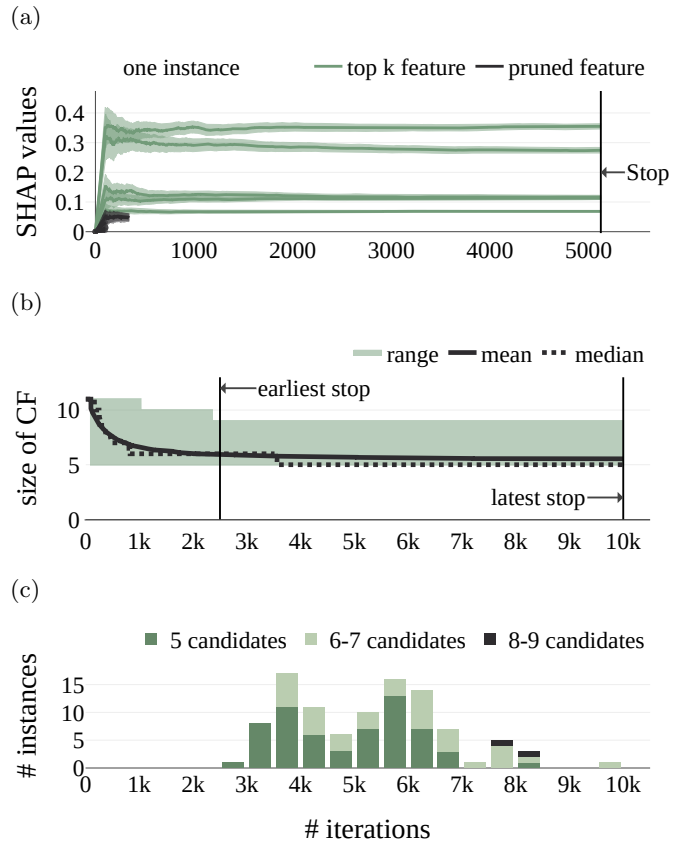 (a)
one instance
top k feature
pruned feature
SHAP values
0.4
0.3
0.2
0.1
0
Stop
0 1000 2000 3000 4000 5000
(b)
range
mean
median
size of CF
10
5
0
earliest stop
latest stop
0 1k 2k 3k 4k 5k 6k 7k 8k 9k 10k
(c)
5 candidates
6-7 candidates
8-9 candidates
# instances
15
10
5
0
0 1k 2k 3k 4k 5k 6k 7k 8k 9k 10k
# iterations